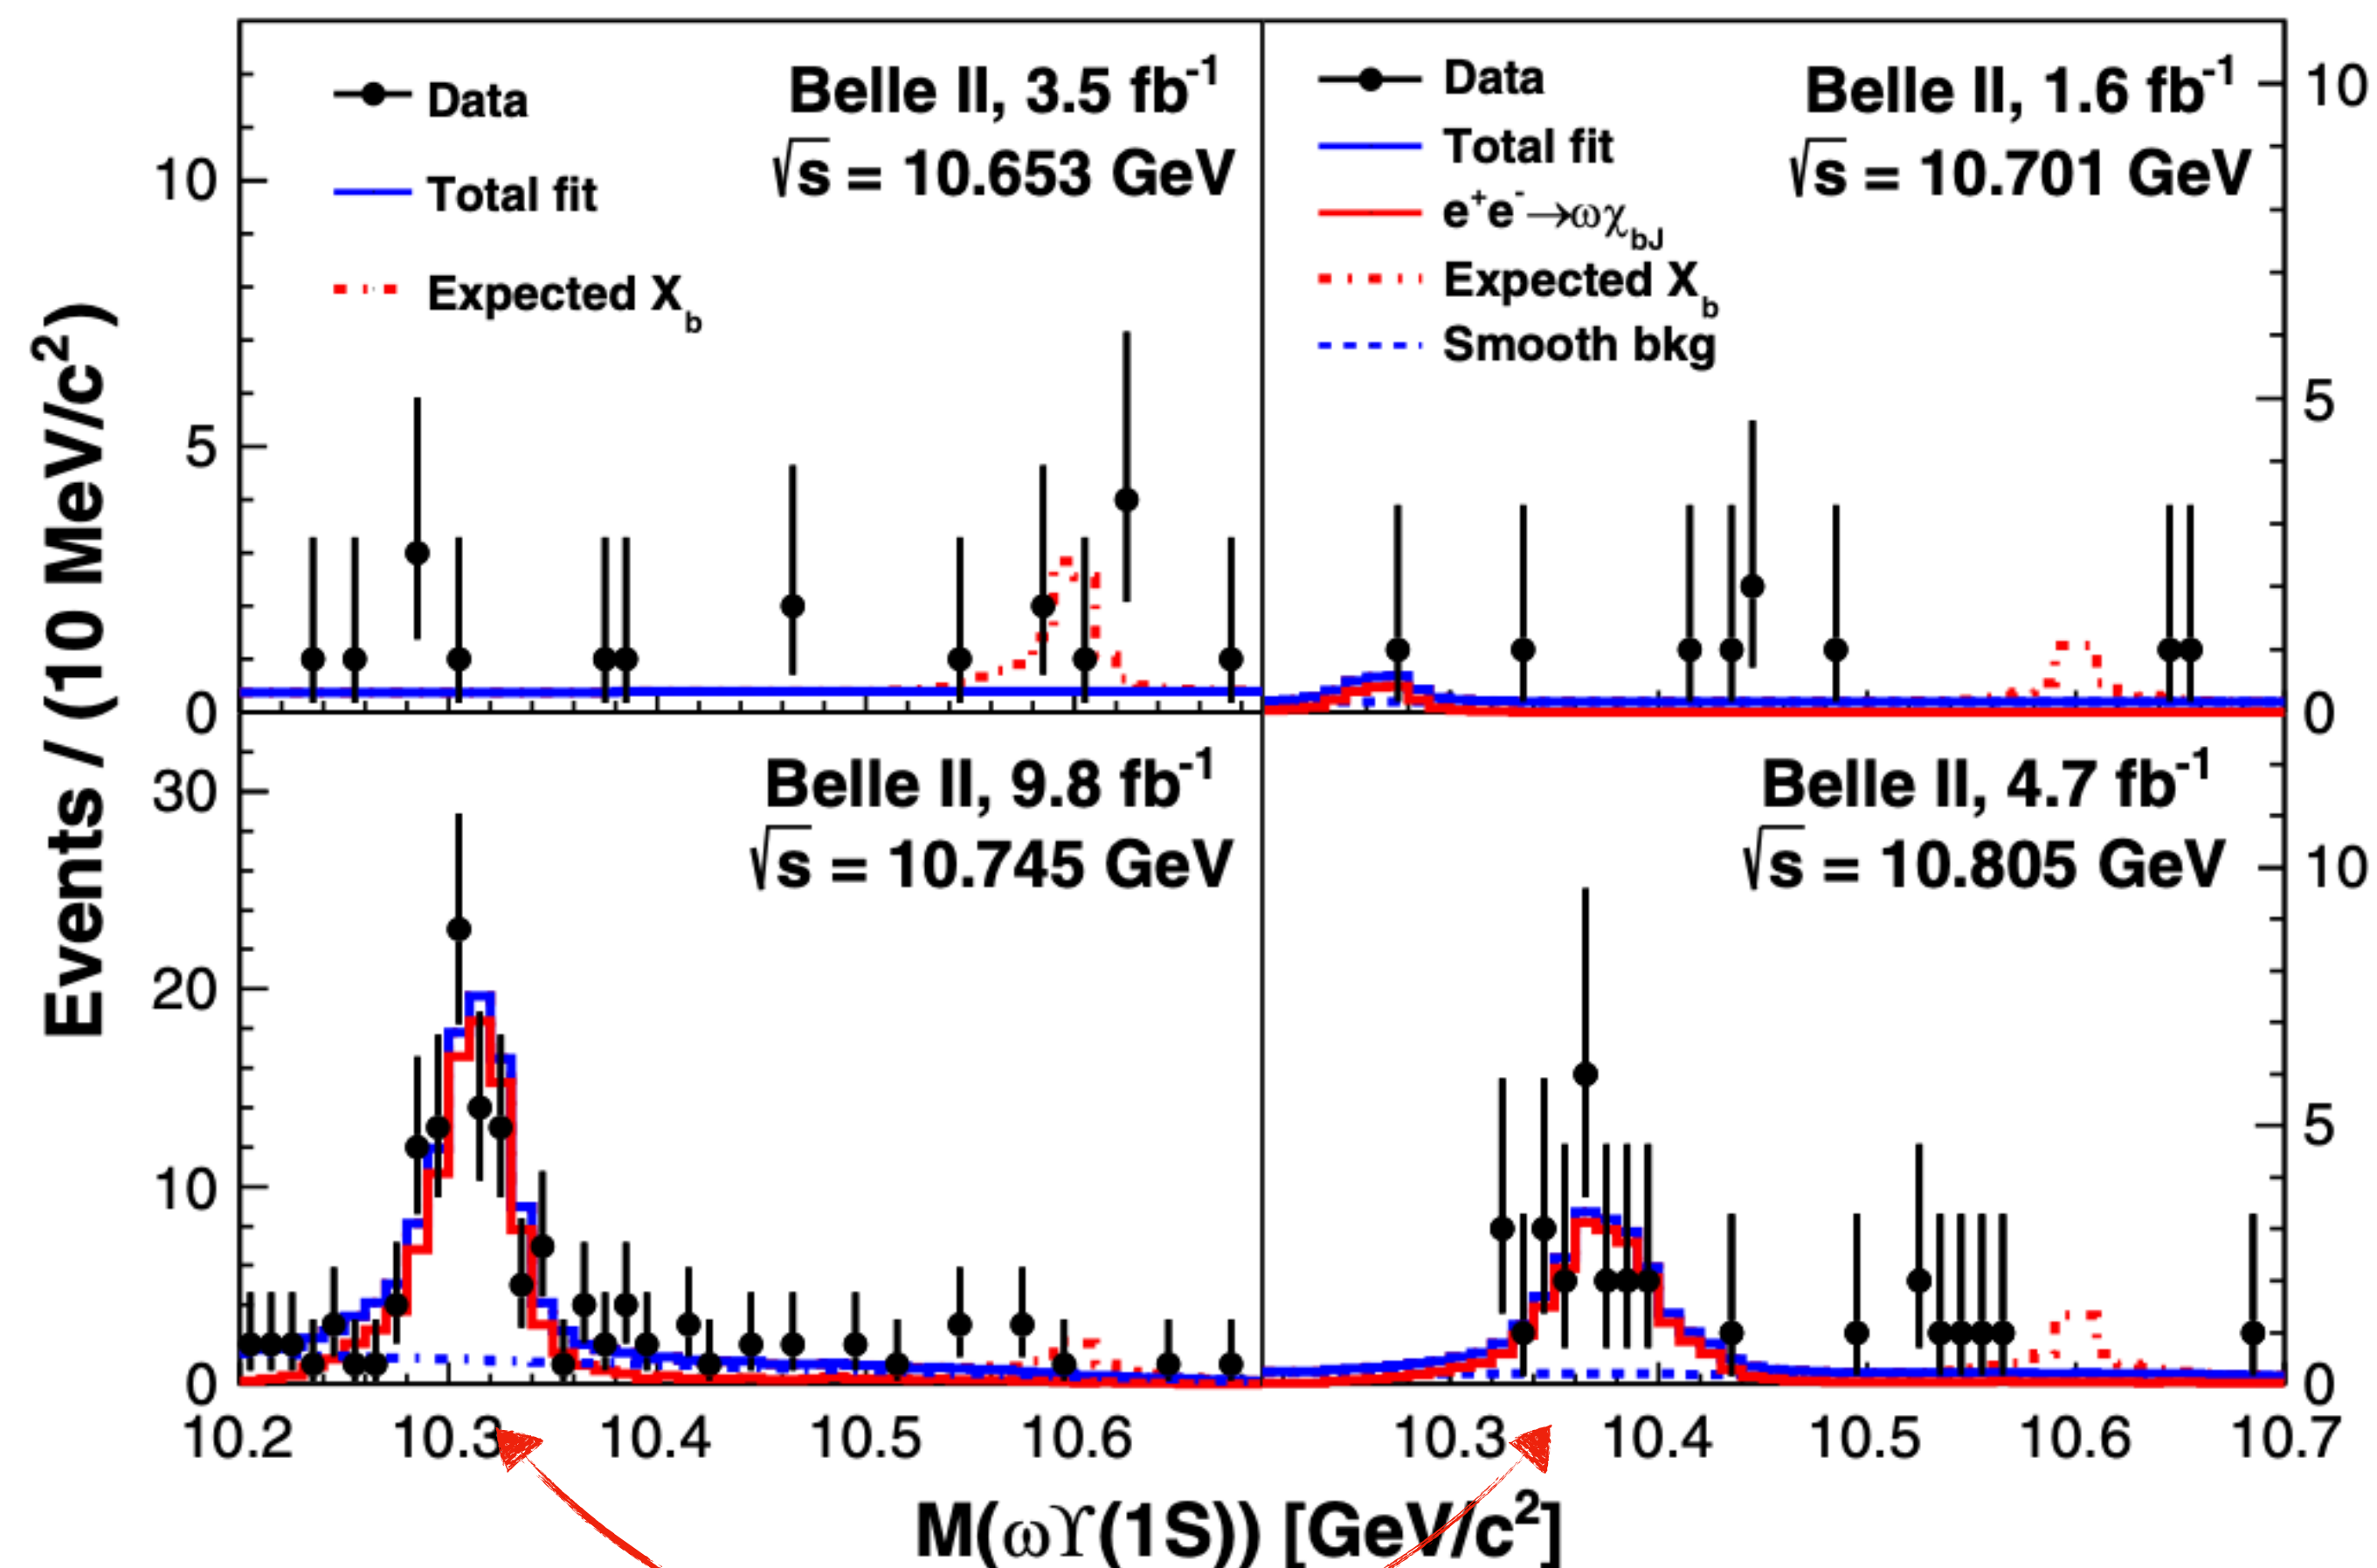 Events / (10 MeV/c²)
Data
Total fit
Expected X_b
Belle II, 3.5 fb⁻¹
√s = 10.653 GeV
10
5
0
Data
Total fit
e⁺e⁻→ωχ_bJ
Expected X_b
Smooth bkg
Belle II, 1.6 fb⁻¹
√s = 10.701 GeV
10
5
0
Belle II, 9.8 fb⁻¹
√s = 10.745 GeV
30
20
10
0
Belle II, 4.7 fb⁻¹
√s = 10.805 GeV
10
5
0
10.2 10.3 10.4 10.5 10.6 10.3 10.4 10.5 10.6 10.7
M(ωϒ(1S)) [GeV/c²]